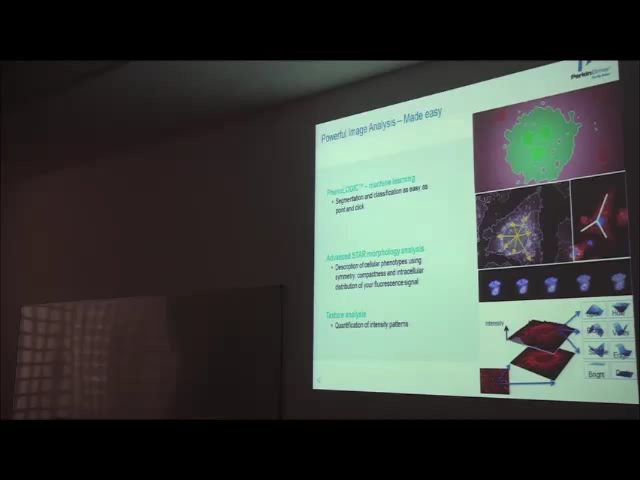 PerkinElmer
Powerful Image Analysis – Made easy
PhenoLOGIC™ – machine learning
• Segmentation and classification as easy as
point and click
Advanced STAR morphology analysis
• Description of cellular phenotypes using
symmetry, compactness and intracellular
distribution of your fluorescence signal
Texture analysis
• Quantification of intensity patterns
Intensity
Bright